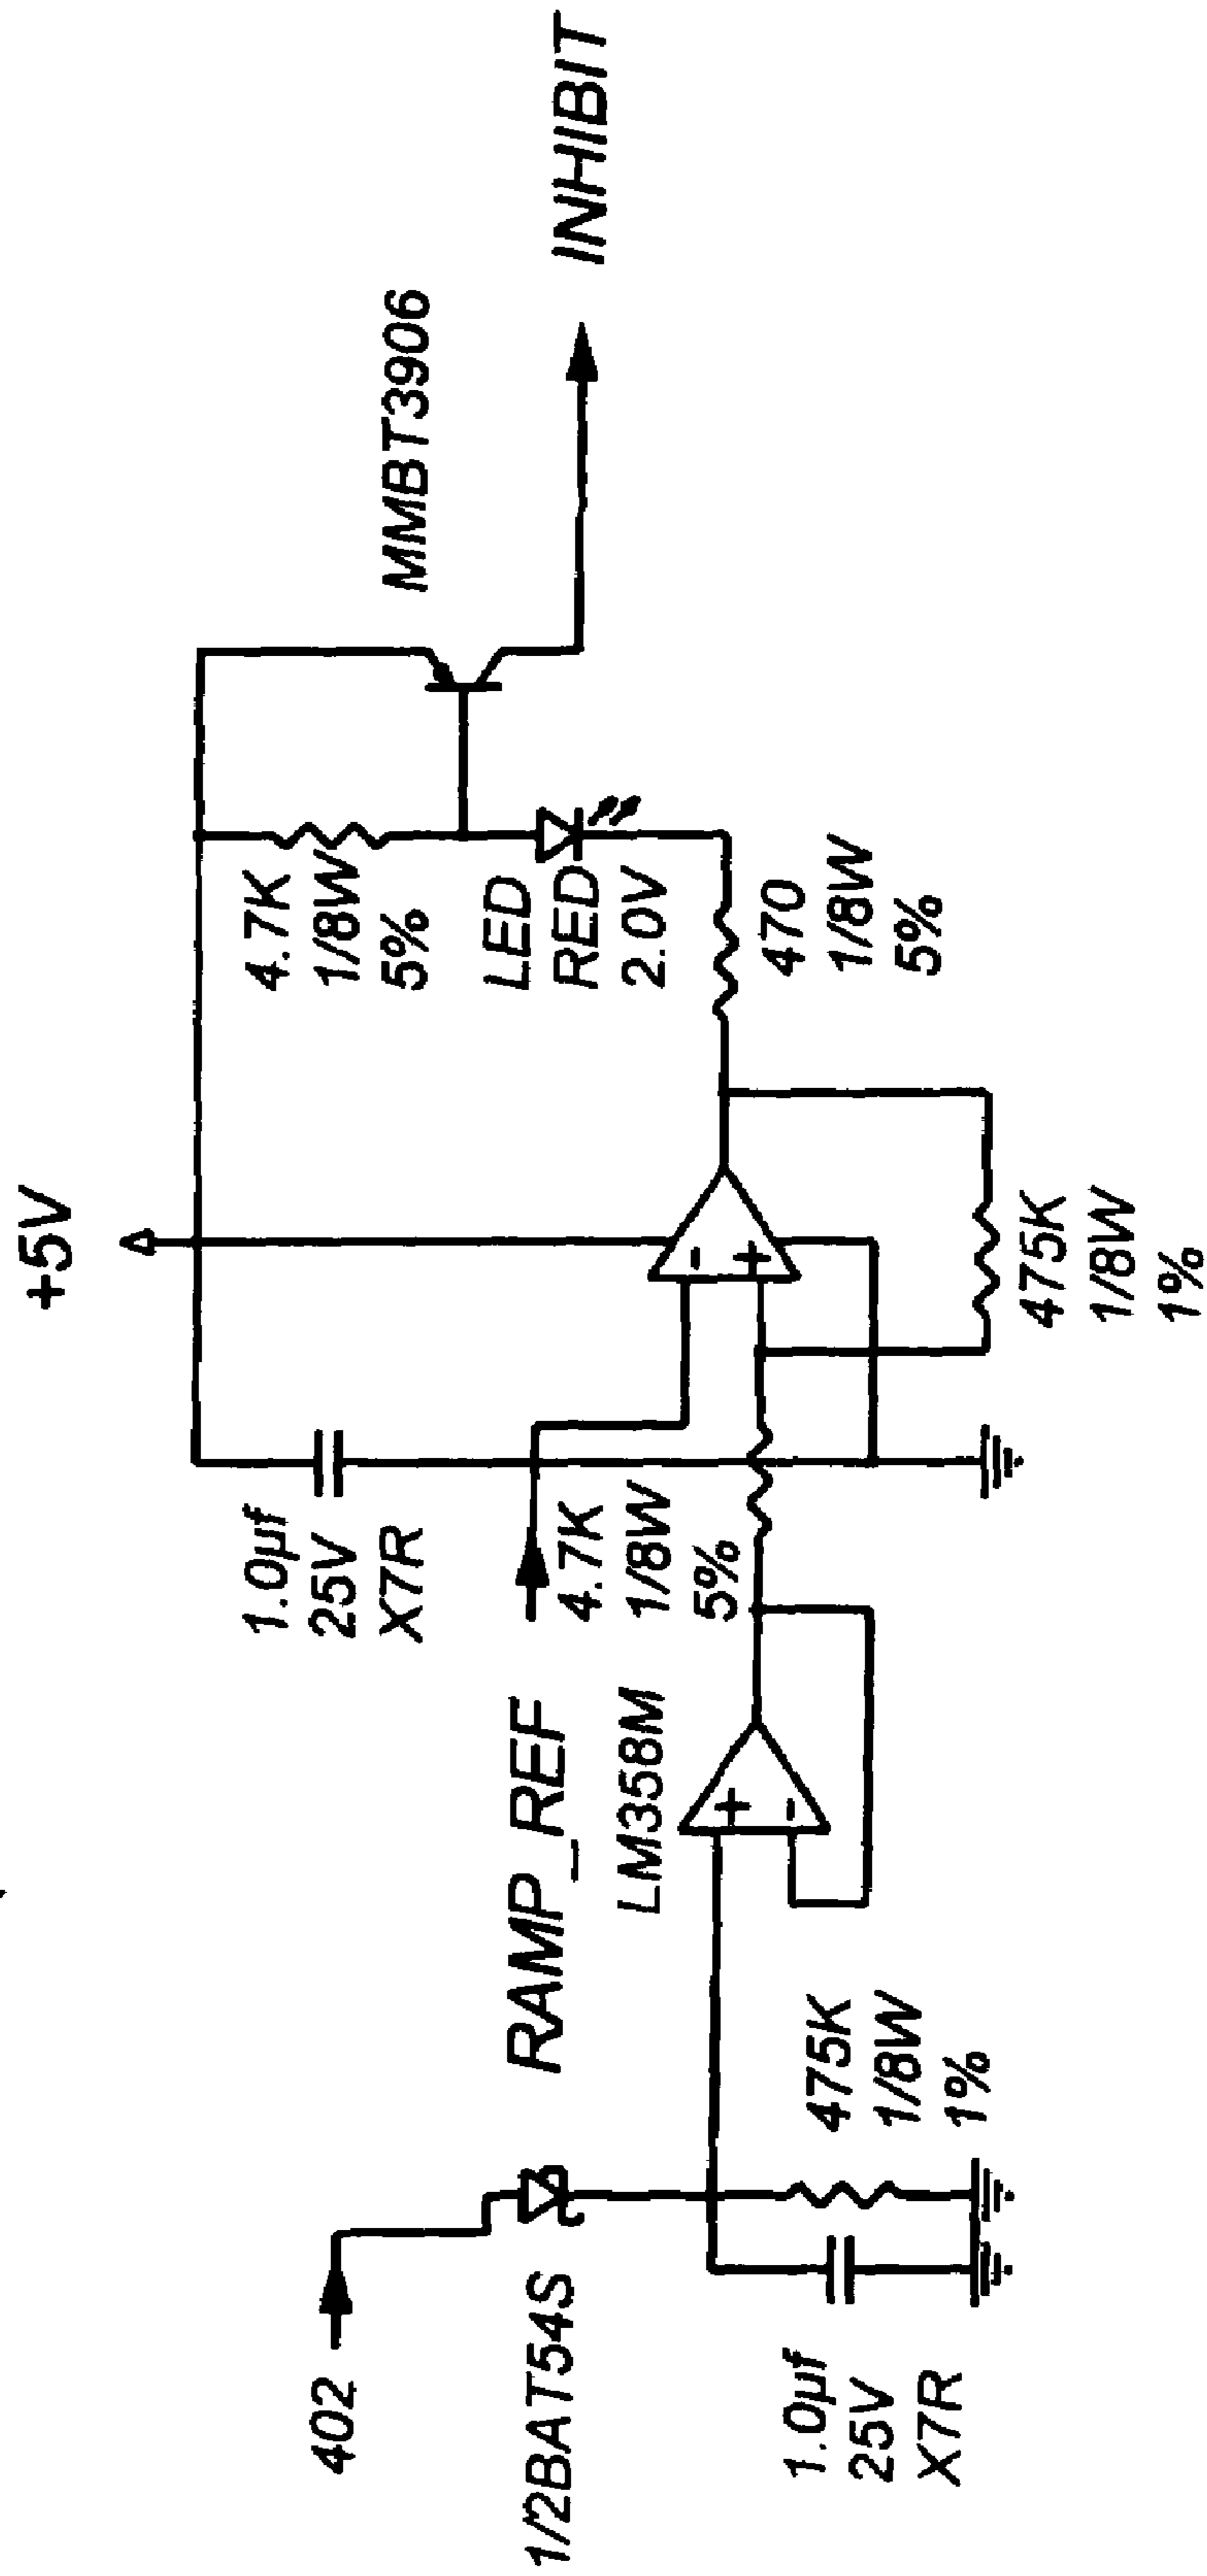 402
1/2BAT54S
1.0µf
25V
X7R
475K
1/8W
1%
RAMP_REF
LM358M
1.0µf
25V
X7R
4.7K
1/8W
5%
+
-
+5V
-
+
475K
1/8W
1%
4.7K
1/8W
5%
LED
RED
2.0V
470
1/8W
5%
MMBT3906
INHIBIT